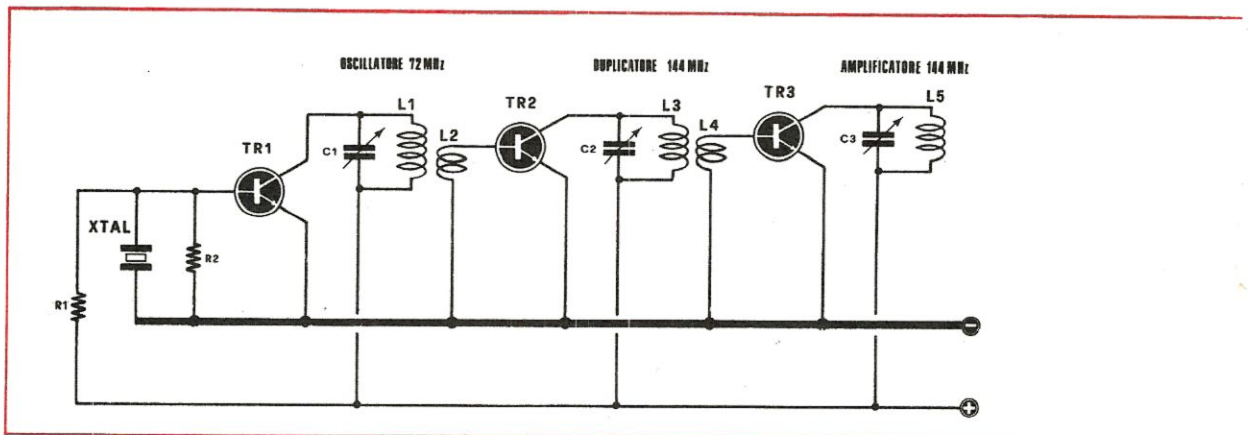 OSCILLATORE 72 MHz
DUPLICATORE 144 MHz
AMPLIFICATORE 144 MHz
L1
L3
L5
TR1
C1
L2
TR2
C2
L4
TR3
C3
XTAL
R2
R1
-
+